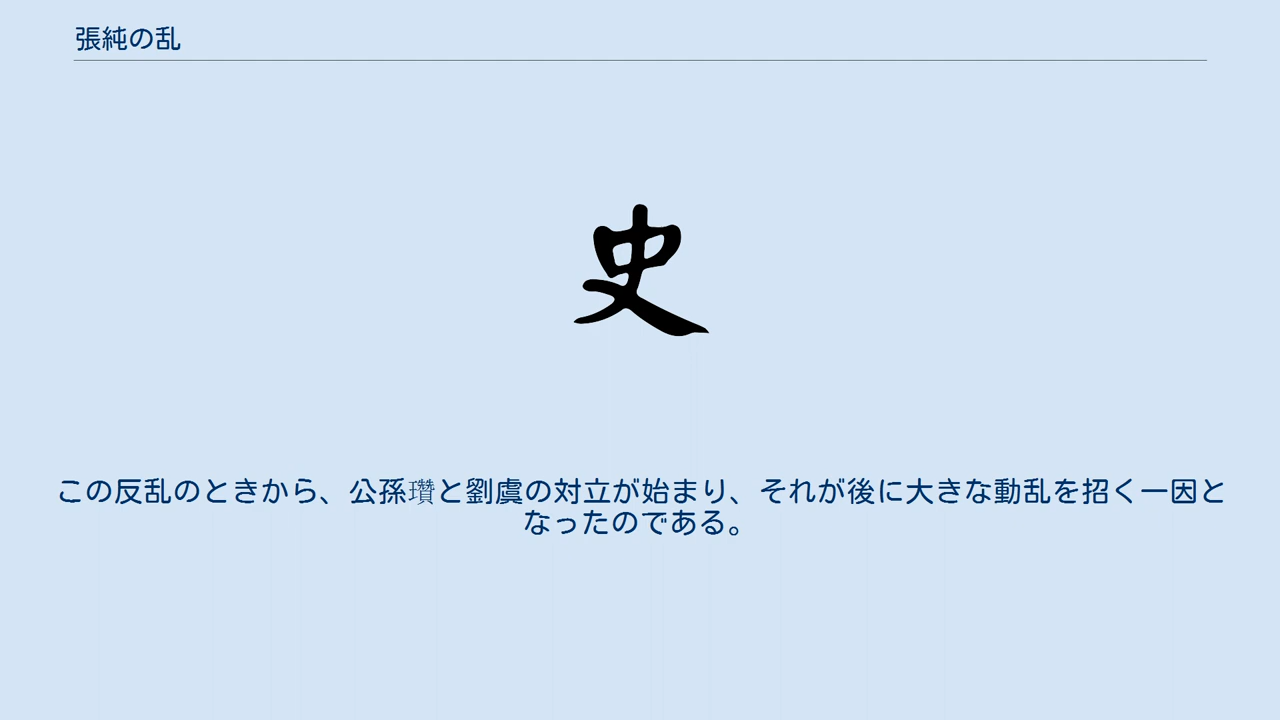 張純の乱
史
この反乱のときから、公孫瓚と劉虞の対立が始まり、それが後に大きな動乱を招く一因と
なったのである。